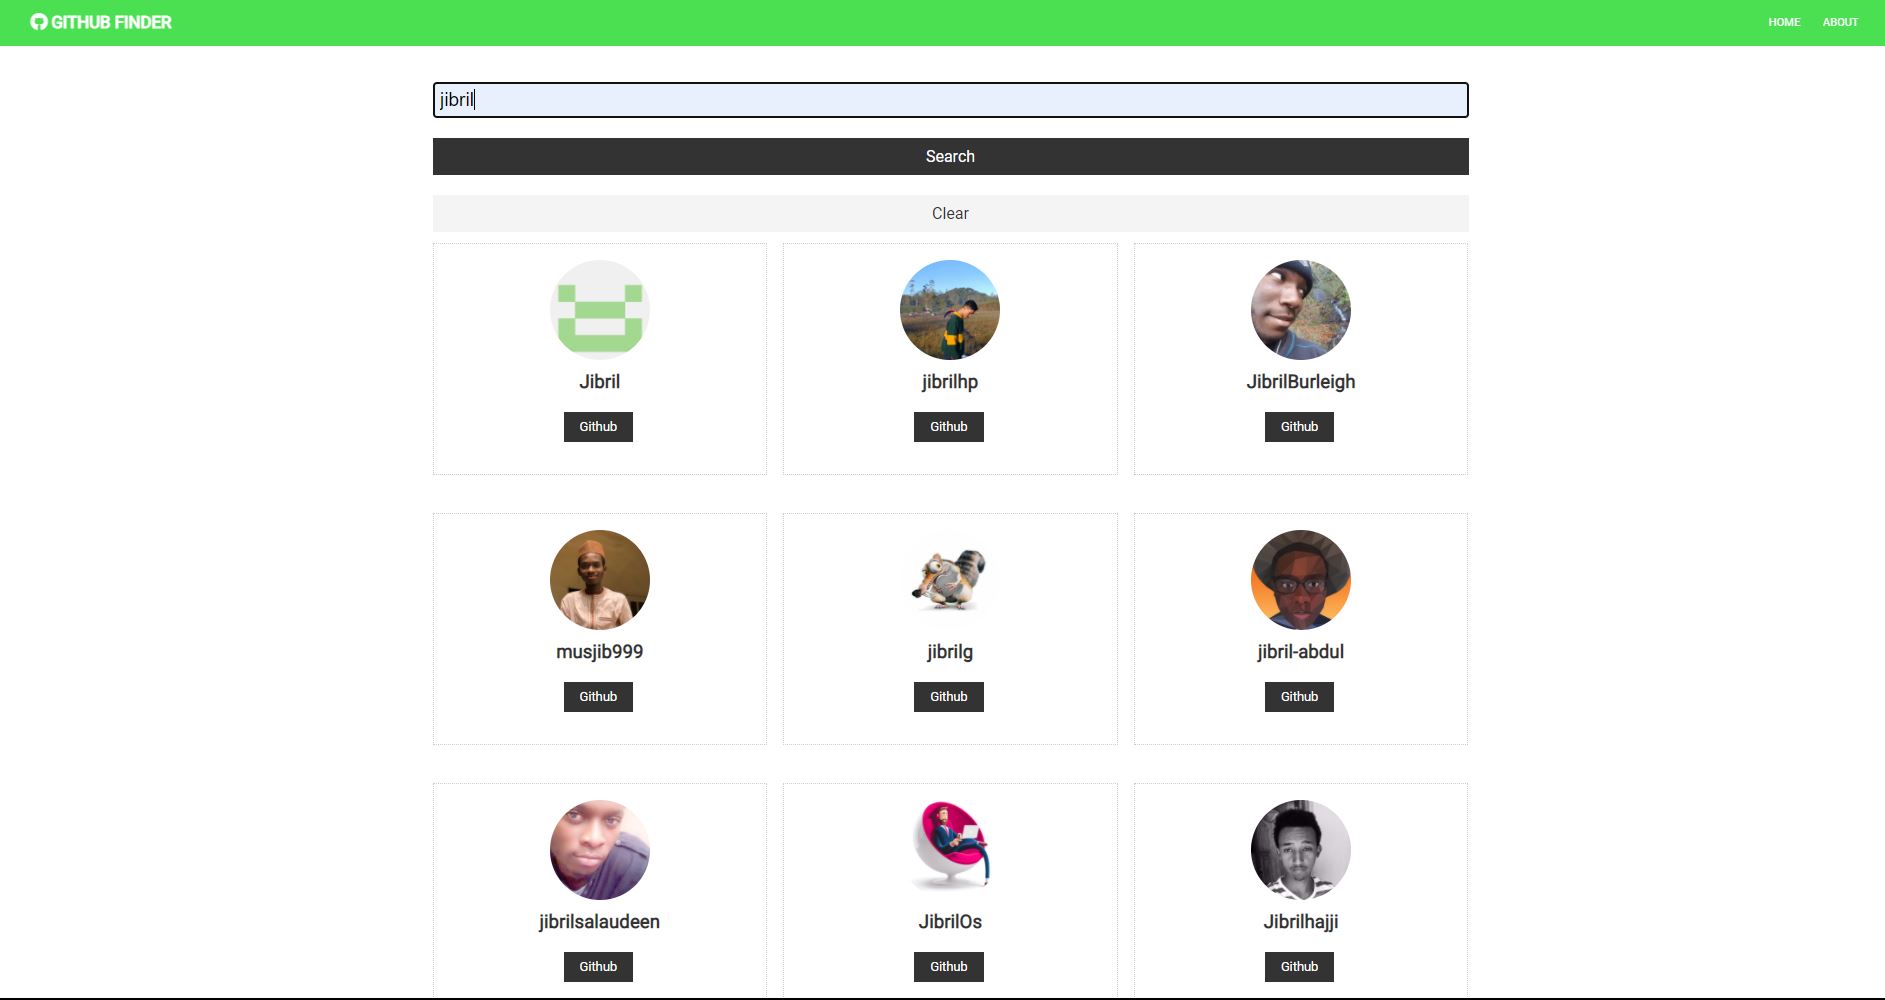 GITHUB FINDER
HOME ABOUT
jibril
Search
Clear
Jibril
Github
jibrilhp
Github
JibrilBurleigh
Github
musjib999
Github
jibrilg
Github
jibril-abdul
Github
jibrilsalaudeen
Github
JibrilOs
Github
Jibrilhajji
Github